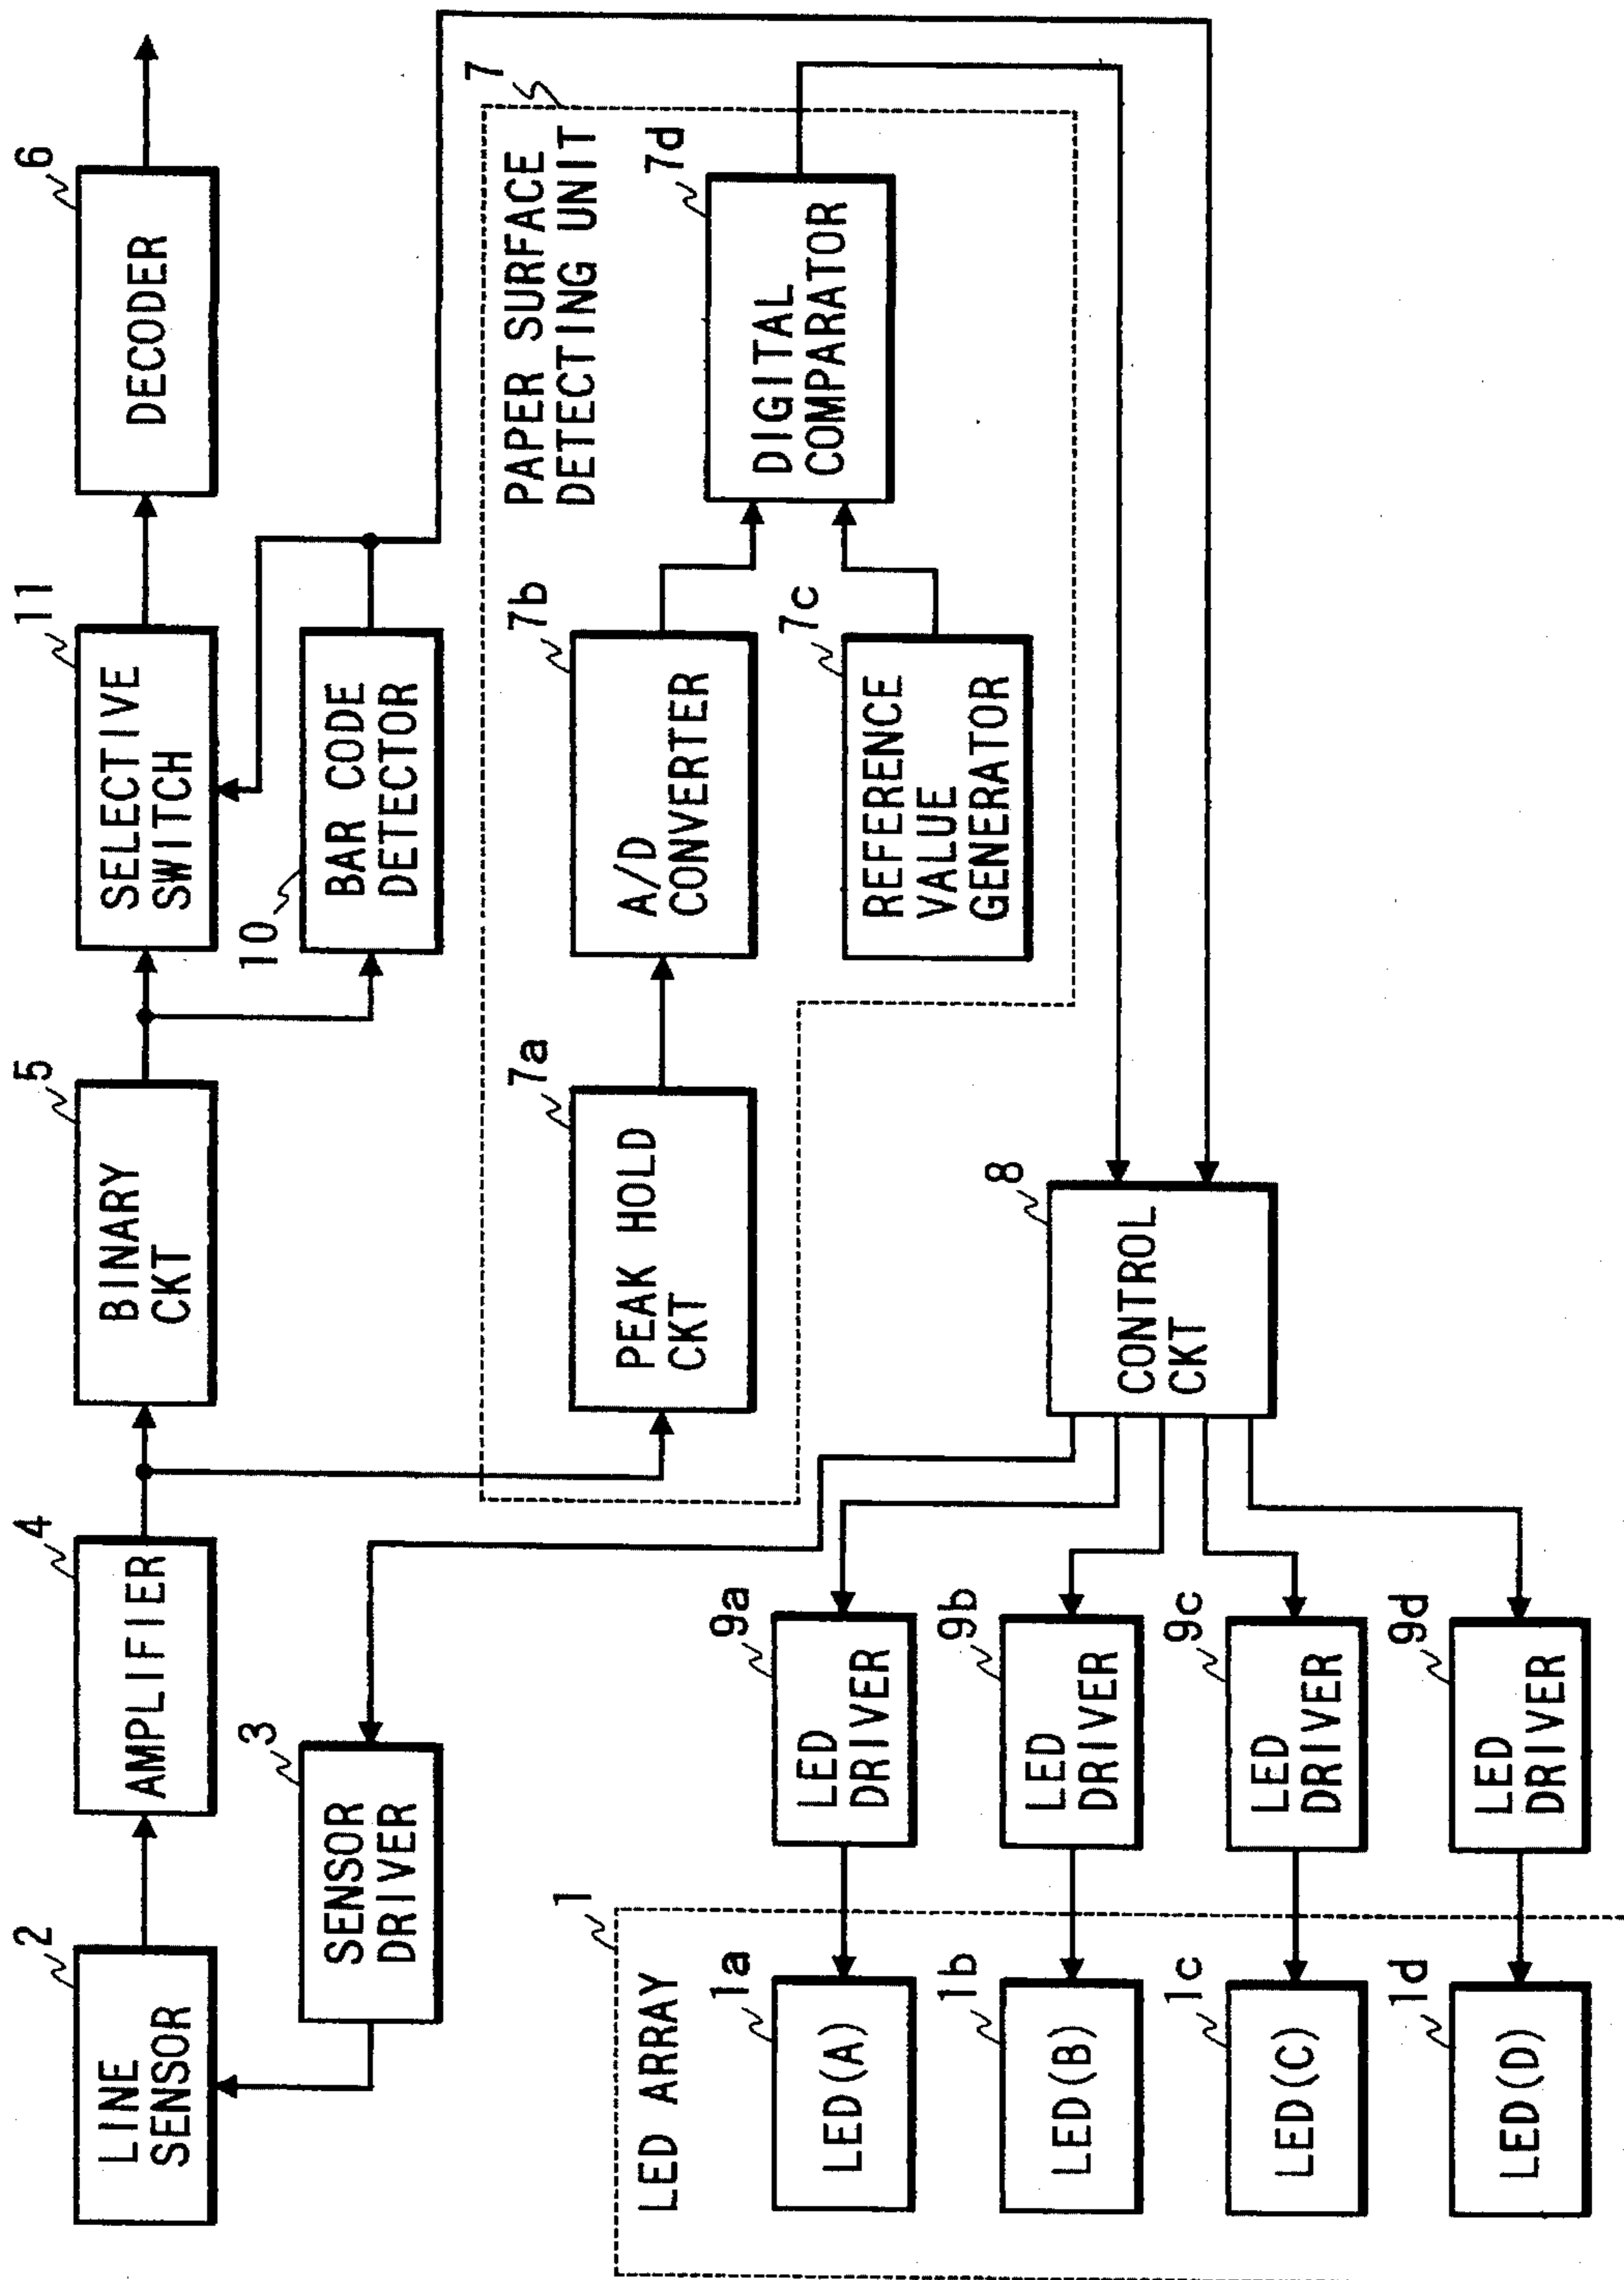 2
LINE
SENSOR
4
AMPLIFIER
5
BINARY
CKT
11
SELECTIVE
SWITCH
6
DECODER
3
SENSOR
DRIVER
10
BAR CODE
DETECTOR
7
PAPER SURFACE
DETECTING UNIT
7a
PEAK HOLD
CKT
7b
A/D
CONVERTER
7c
REFERENCE
VALUE
GENERATOR
7d
DIGITAL
COMPARATOR
8
CONTROL
CKT
1
LED ARRAY
1a
LED(A)
9a
LED
DRIVER
1b
LED(B)
9b
LED
DRIVER
1c
LED(C)
9c
LED
DRIVER
1d
LED(D)
9d
LED
DRIVER